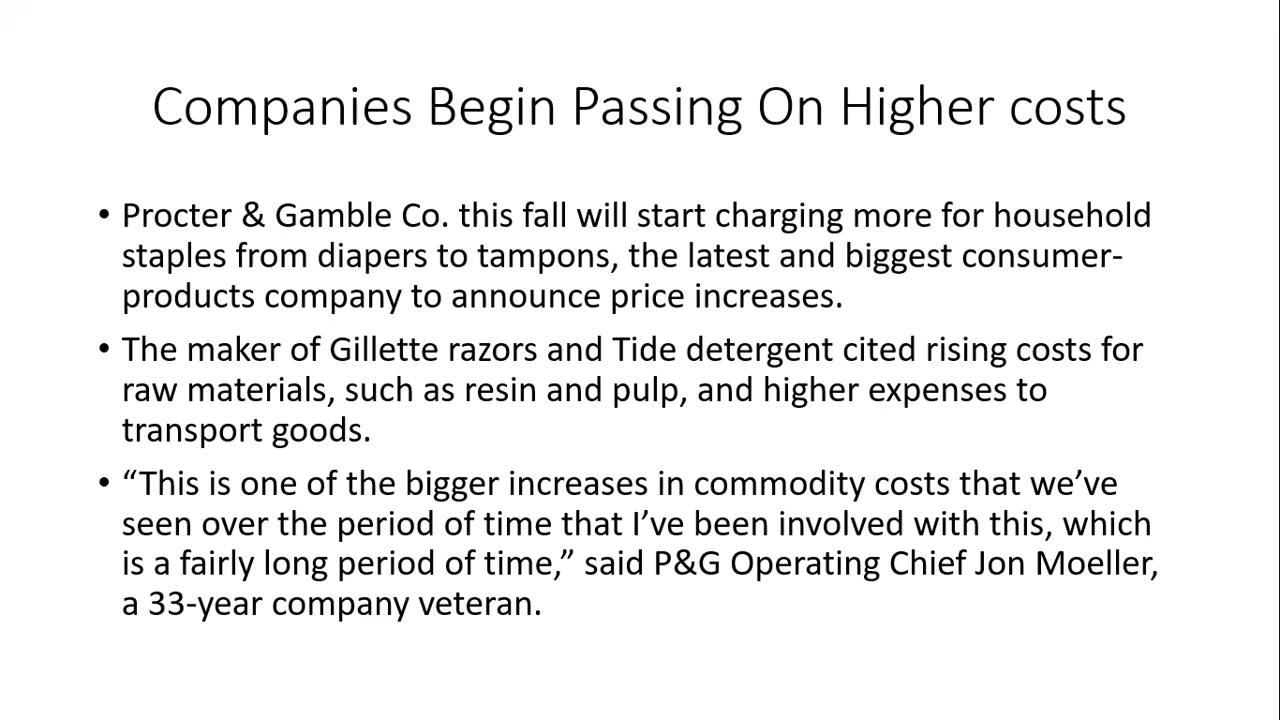 Companies Begin Passing On Higher costs
• Procter & Gamble Co. this fall will start charging more for household
staples from diapers to tampons, the latest and biggest consumer-
products company to announce price increases.
• The maker of Gillette razors and Tide detergent cited rising costs for
raw materials, such as resin and pulp, and higher expenses to
transport goods.
• “This is one of the bigger increases in commodity costs that we’ve
seen over the period of time that I’ve been involved with this, which
is a fairly long period of time,” said P&G Operating Chief Jon Moeller,
a 33-year company veteran.